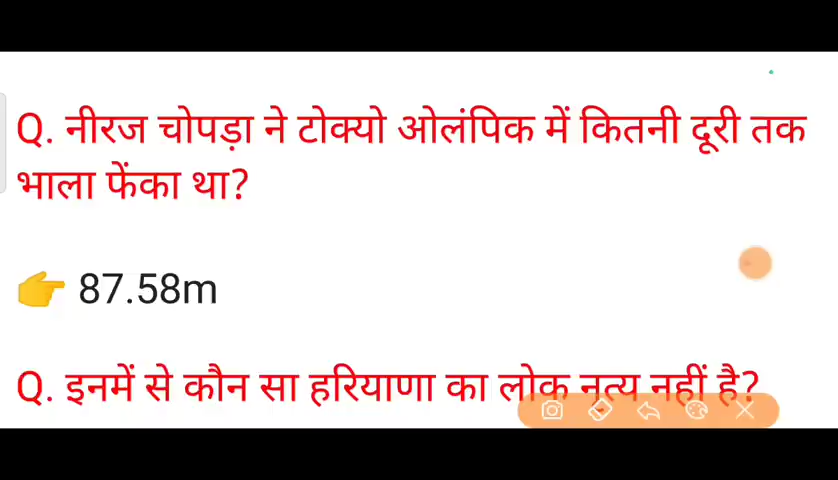 Q. नीरज चोपड़ा ने टोक्यो ओलंपिक में कितनी दूरी तक
भाला फेंका था?
👉 87.58m
Q. इनमें से कौन सा हरियाणा का लोक नृत्य नहीं है?